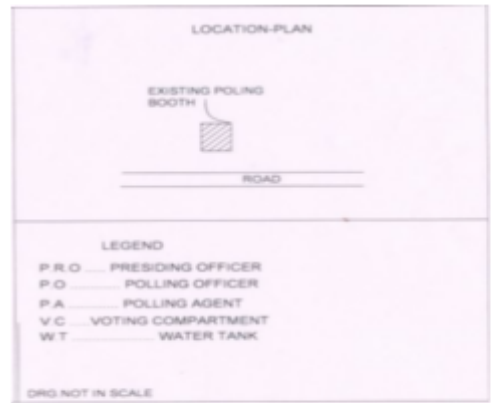 LOCATION-PLAN
EXISTING POLING
BOOTH
ROAD
LEGEND
P.R.O ..... PRESIDING OFFICER
P.O ............. POLLING OFFICER
P.A ............. POLLING AGENT
V.C .....VOTING COMPARTMENT
W.T ..................... WATER TANK
DRG.NOT IN SCALE